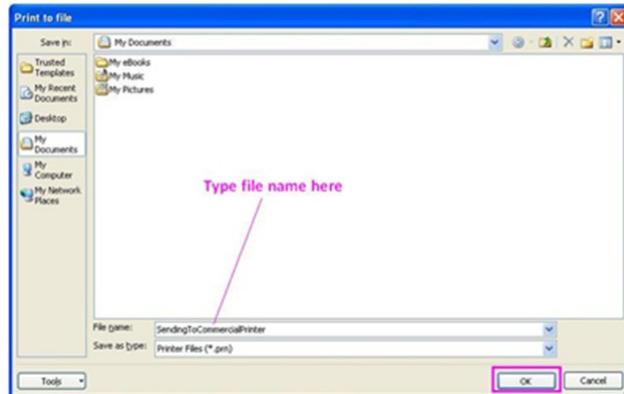 Print to file
Save in:
My Documents
Trusted Templates
My Recent Documents
Desktop
My Documents
My Computer
My Network Places
My eBooks
My Music
My Pictures
Type file name here
File name:
SendingToCommercialPrinter
Save as type:
Printer Files (*.prn)
Tools
OK
Cancel